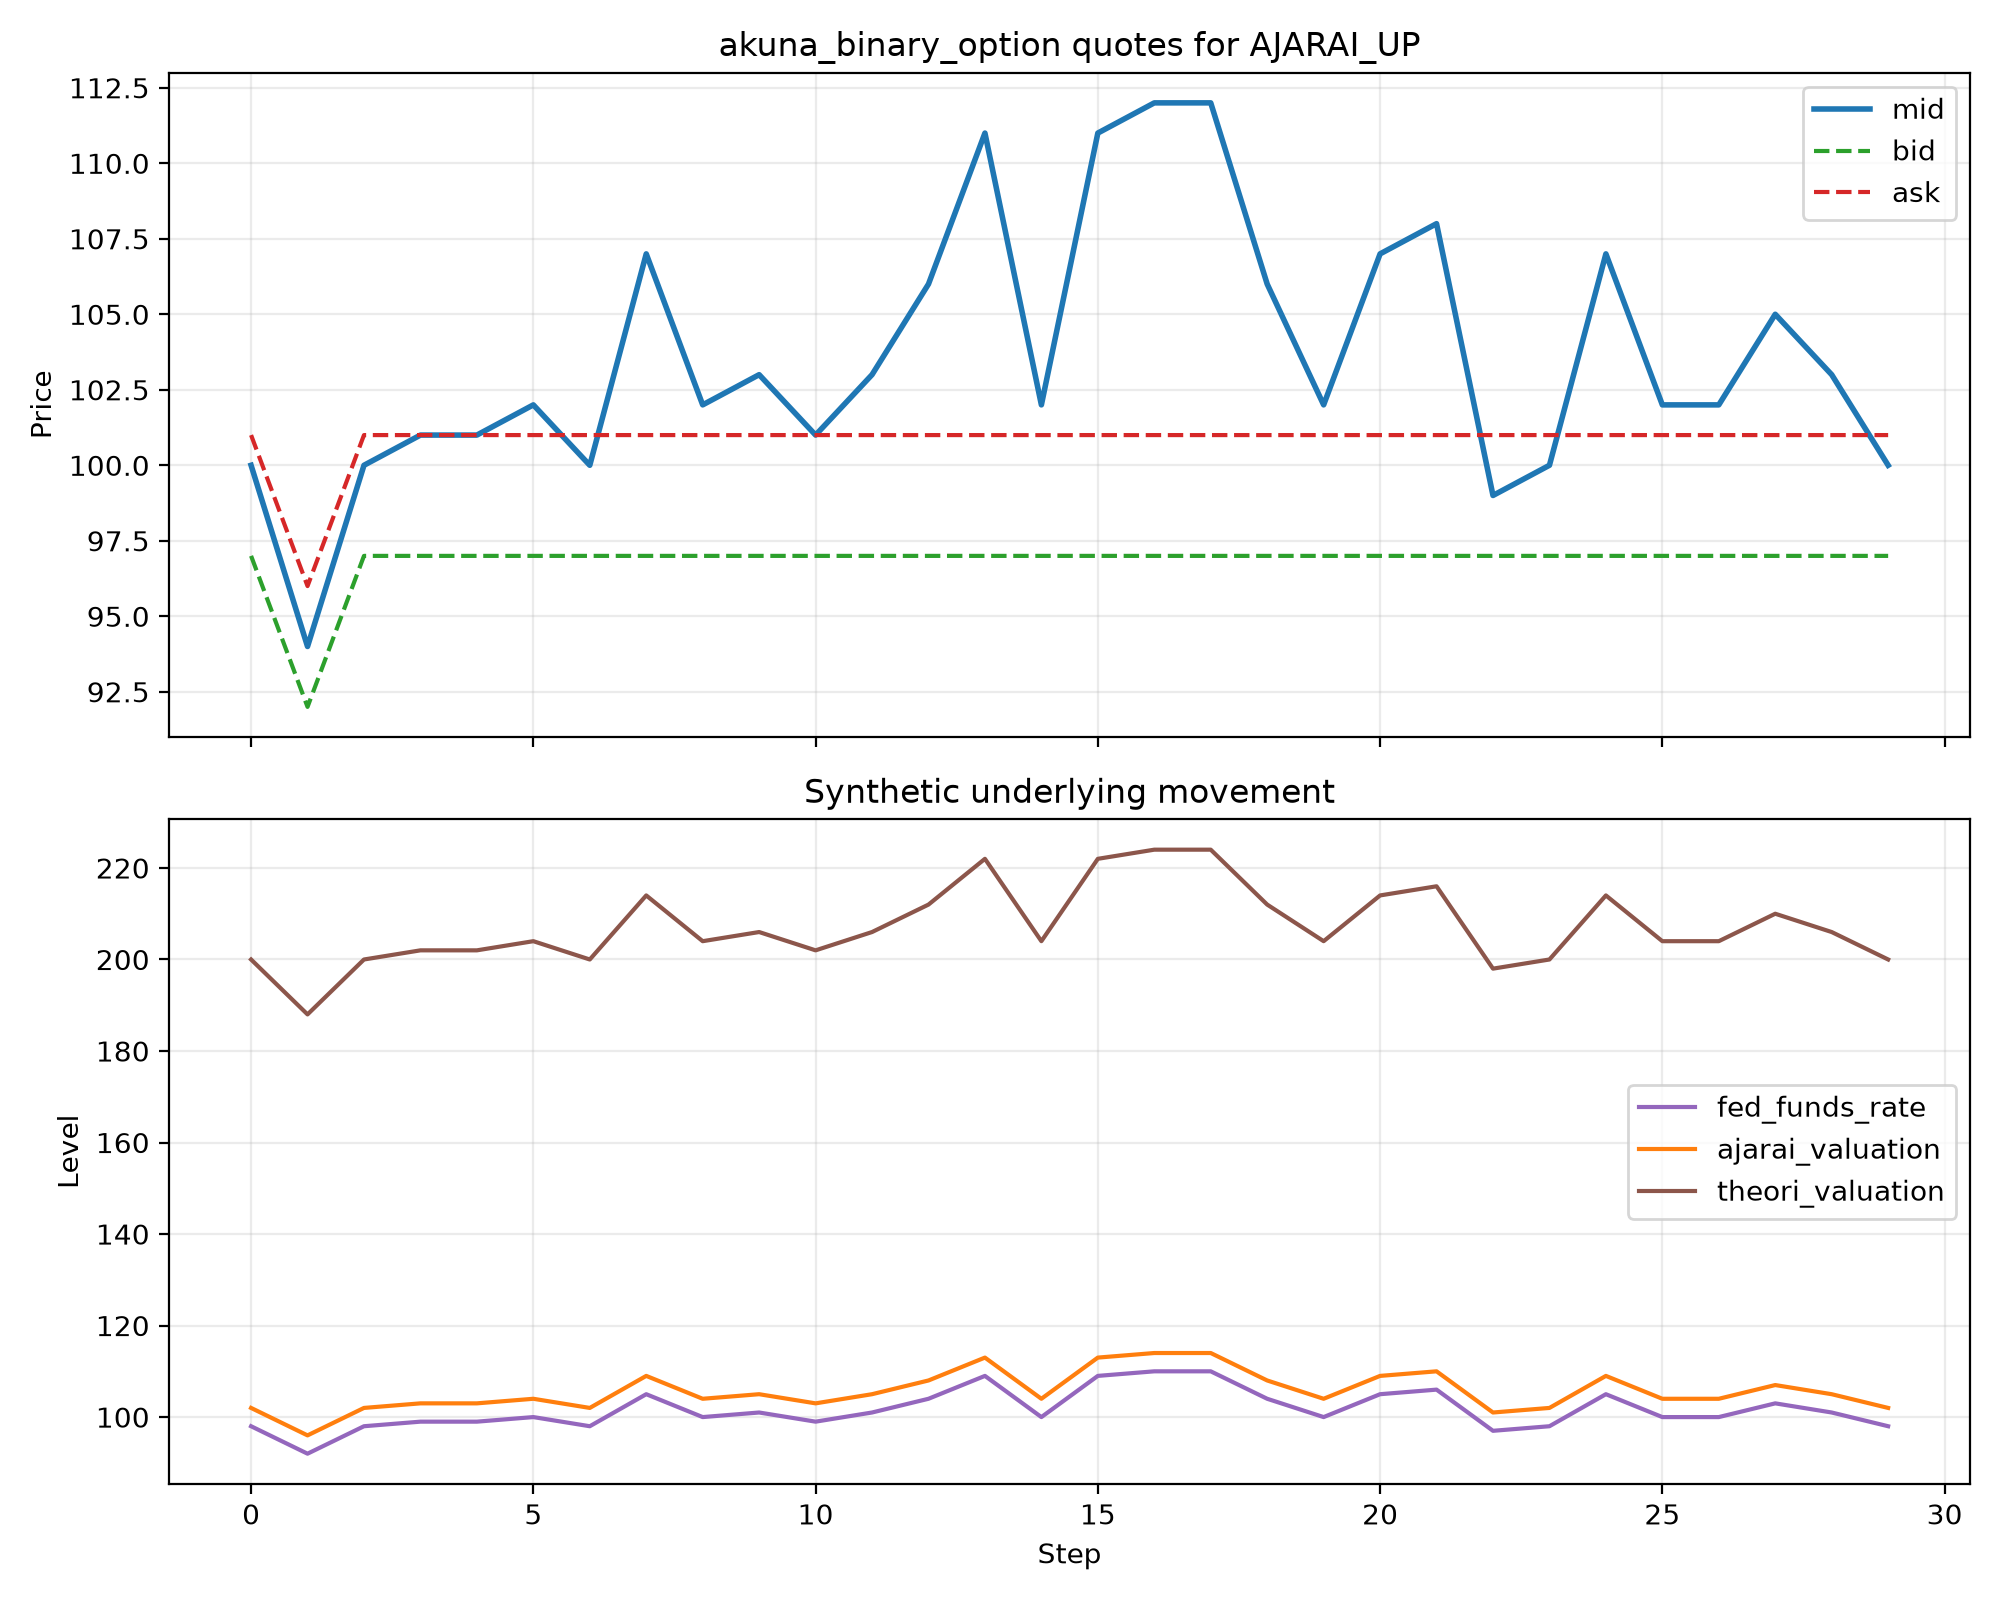 akuna_binary_option quotes for AJARAI_UP
112.5
110.0
107.5
105.0
102.5
100.0
97.5
95.0
92.5
Price
mid
bid
ask
Synthetic underlying movement
220
200
180
160
140
120
100
Level
fed_funds_rate
ajarai_valuation
theori_valuation
0 5 10 15 20 25 30
Step